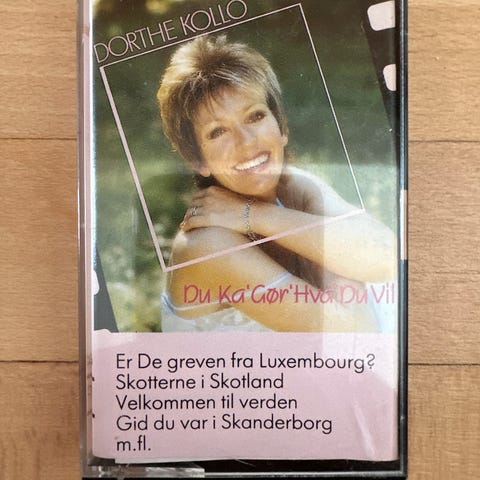 DORTHE KOLLO
Du Ka' Gør' Hva' Du Vil
Er De greven fra Luxembourg?
Skotterne i Skotland
Velkommen til verden
Gid du var i Skanderborg
m.fl.